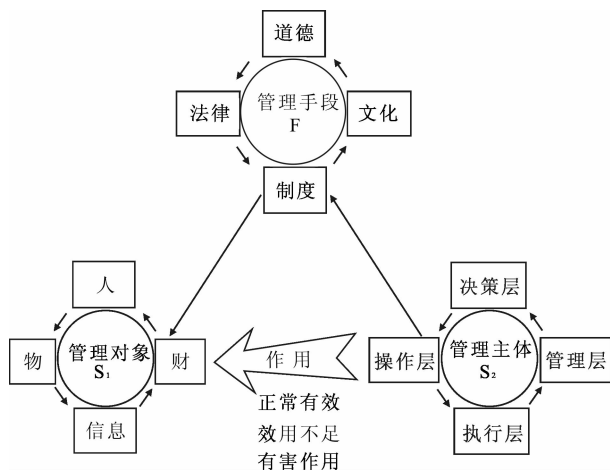 道德
法律
管理手段
F
文化
制度
人
物
管理对象
S₁
财
信息
作用
正常有效
效用不足
有害作用
决策层
操作层
管理主体
S₂
管理层
执行层